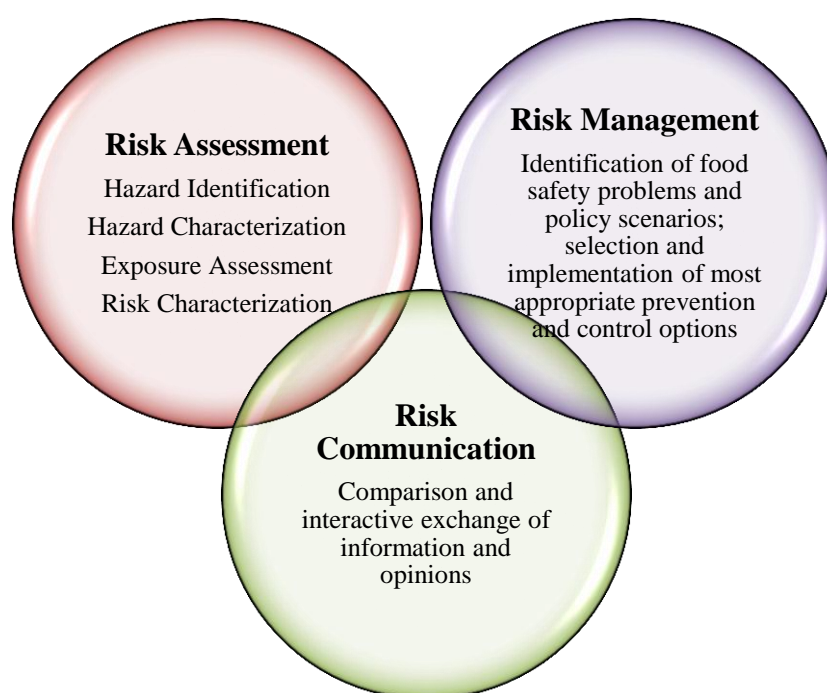 Risk Assessment
Hazard Identification
Hazard Characterization
Exposure Assessment
Risk Characterization
Risk Management
Identification of food
safety problems and
policy scenarios;
selection and
implementation of most
appropriate prevention
and control options
Risk
Communication
Comparison and
interactive exchange of
information and
opinions